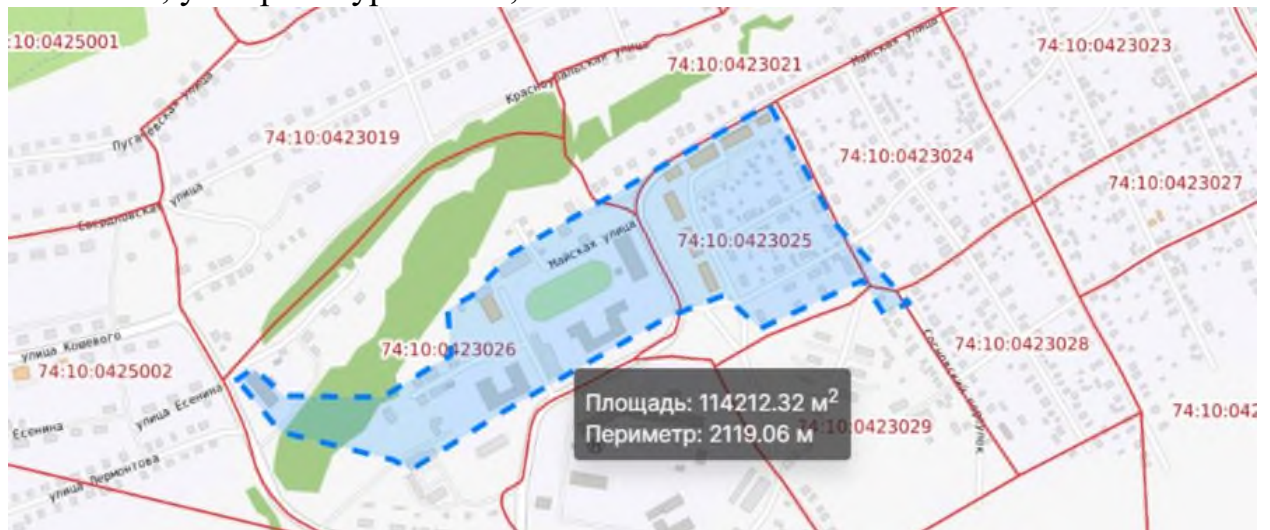 74:10:0423023
:10:0425001
Майская улица
74:10:0423021
Красноуральская улица
Пугачевская улица
74:10:0423019
74:10:0423024
74:10:0423027
Свердловская улица
Майская улица
74:10:0423025
улица Кошевого
74:10:0423026
74:10:0423028
74:10:0425002
улица Есенина
Сосновский переулок
Площадь: 114212.32 м²
Периметр: 2119.06 м
74:10:042
74:10:0423029
Есенина
улица Лермонтова